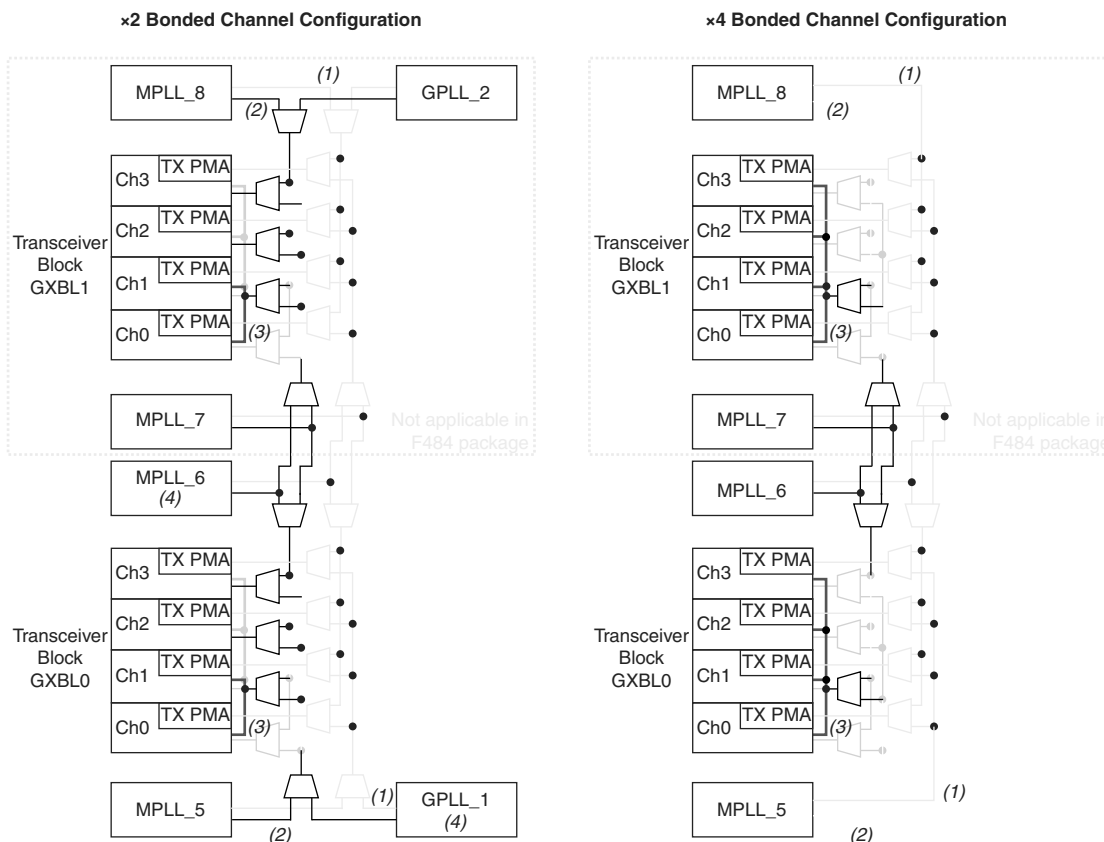 ×2 Bonded Channel Configuration
(1)
MPLL_8
(2)
GPLL_2
Transceiver
Block
GXBL1
Ch3
TX PMA
Ch2
TX PMA
Ch1
TX PMA
Ch0
TX PMA
(3)
MPLL_7
Not applicable in
F484 package
MPLL_6
(4)
Transceiver
Block
GXBL0
Ch3
TX PMA
Ch2
TX PMA
Ch1
TX PMA
Ch0
TX PMA
(3)
MPLL_5
(2)
(1)
GPLL_1
(4)
×4 Bonded Channel Configuration
(1)
MPLL_8
(2)
Transceiver
Block
GXBL1
Ch3
TX PMA
Ch2
TX PMA
Ch1
TX PMA
Ch0
TX PMA
(3)
MPLL_7
Not applicable in
F484 package
MPLL_6
Transceiver
Block
GXBL0
Ch3
TX PMA
Ch2
TX PMA
Ch1
TX PMA
Ch0
TX PMA
(3)
MPLL_5
(1)
(2)